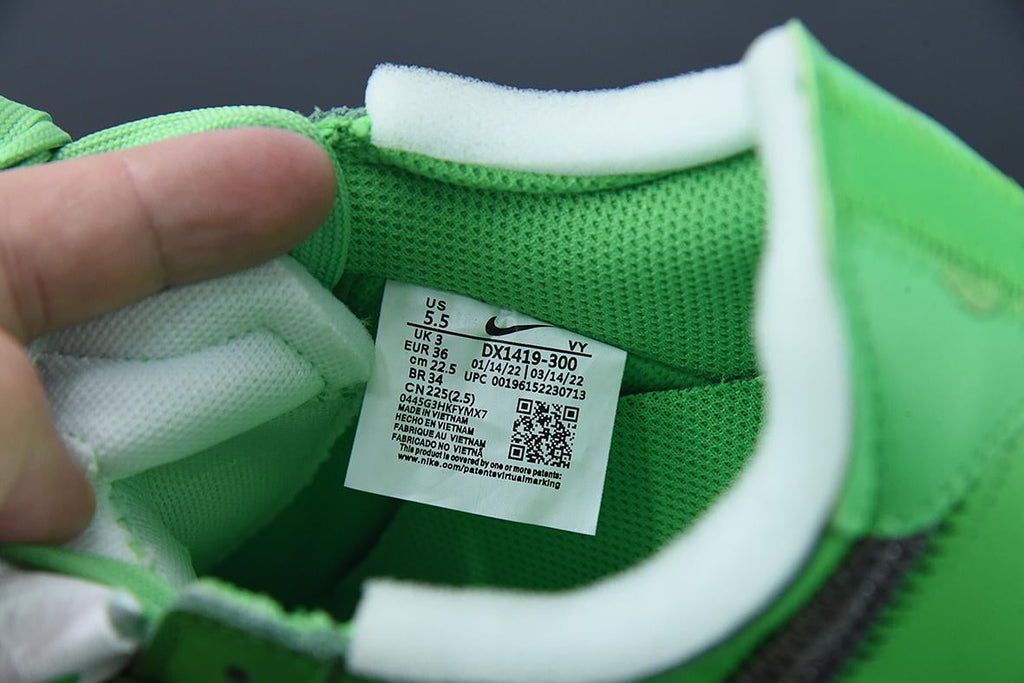 US
5.5
VY
UK 3
EUR 36
cm 22.5
BR 34
CN 225(2.5)
DX1419-300
01/14/22 | 03/14/22
UPC 00196152230713
0445G3HKFYMX7
MADE IN VIETNAM
HECHO EN VIETNAM
FABRIQUE AU VIETNAM
FABRICADO NO VIETNÃ
This product is covered by one or more patents:
www.nike.com/patentsvirtualmarking